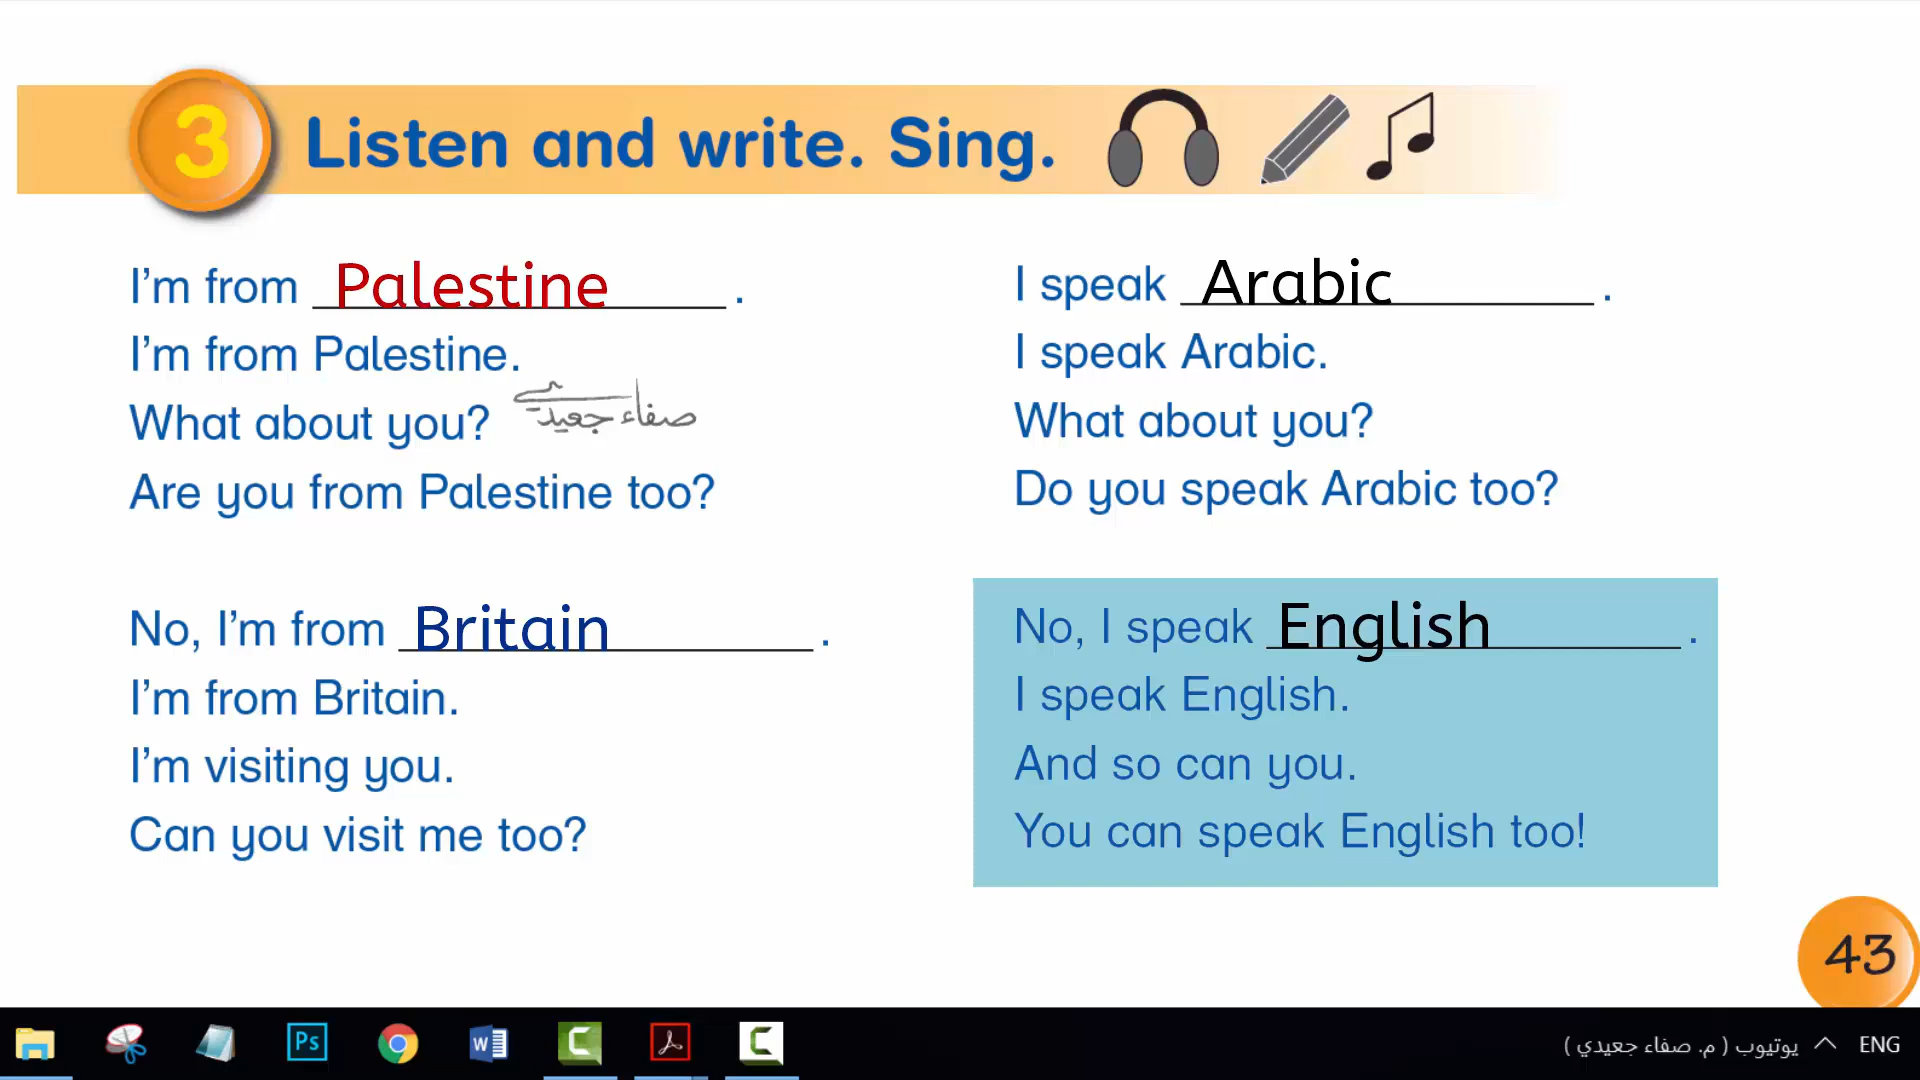 3 Listen and write. Sing.
I'm from Palestine.
I'm from Palestine.
What about you?
صفاء جعيدي
Are you from Palestine too?
No, I'm from Britain.
I'm from Britain.
I'm visiting you.
Can you visit me too?
I speak Arabic.
I speak Arabic.
What about you?
Do you speak Arabic too?
No, I speak English.
I speak English.
And so can you.
You can speak English too!
43
Ps
W
يوتيوب ( م. صفاء جعيدي )
ENG